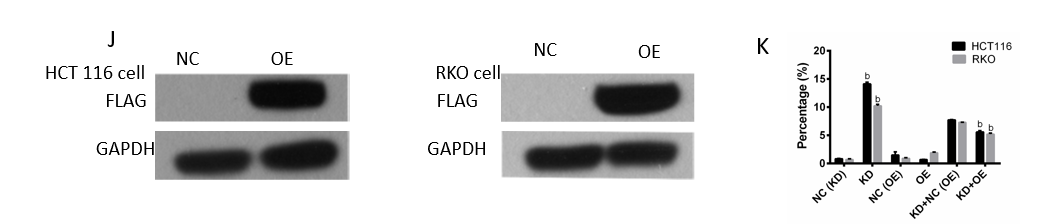 J
NC OE
HCT 116 cell
FLAG
GAPDH
NC OE
RKO cell
FLAG
GAPDH
K
HCT116
RKO
Percentage (%)
20
15
10
5
0
b
b
b b
NC (KD)
KD
NC (OE)
OE
KD+NC (OE)
KD+OE